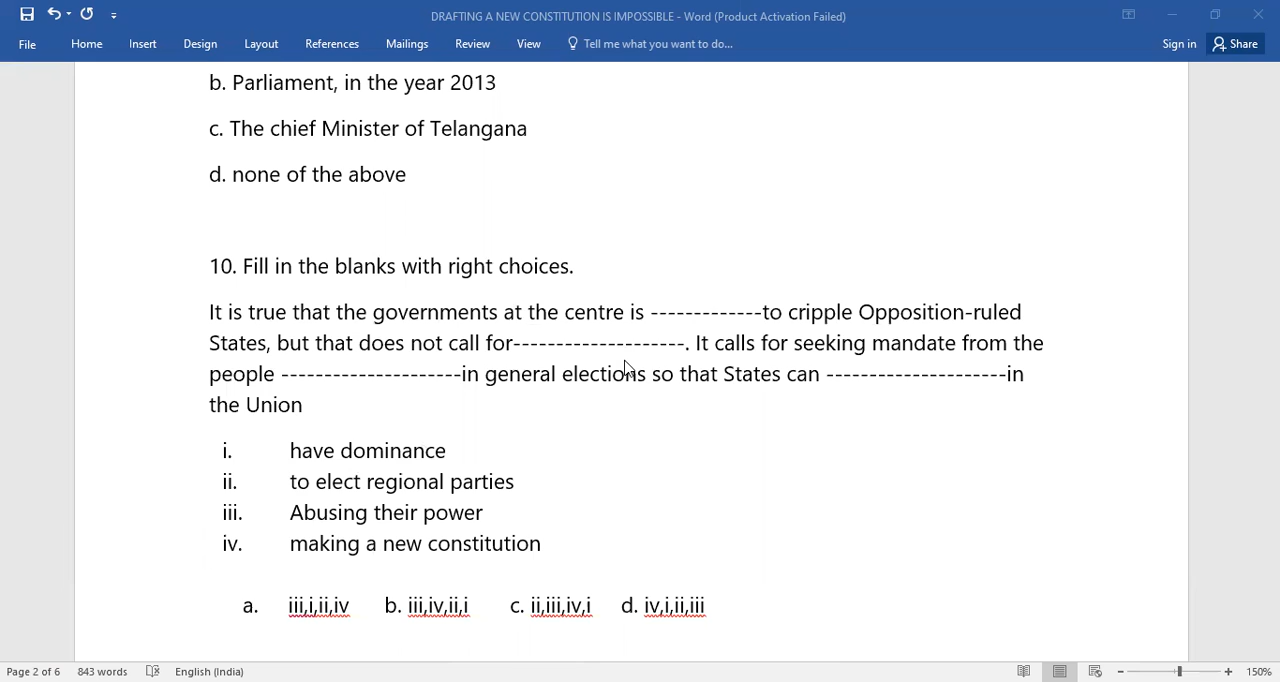 DRAFTING A NEW CONSTITUTION IS IMPOSSIBLE - Word (Product Activation Failed)
File Home Insert Design Layout References Mailings Review View Tell me what you want to do... Sign in Share
b. Parliament, in the year 2013
c. The chief Minister of Telangana
d. none of the above
10. Fill in the blanks with right choices.
It is true that the governments at the centre is -------------to cripple Opposition-ruled
States, but that does not call for--------------------. It calls for seeking mandate from the
people ---------------------in general elections so that States can ---------------------in
the Union
i. have dominance
ii. to elect regional parties
iii. Abusing their power
iv. making a new constitution
a. iii,i,ii,iv b. iii,iv,ii,i c. ii,iii,iv,i d. iv,i,ii,iii
Page 2 of 6 843 words English (India) 150%